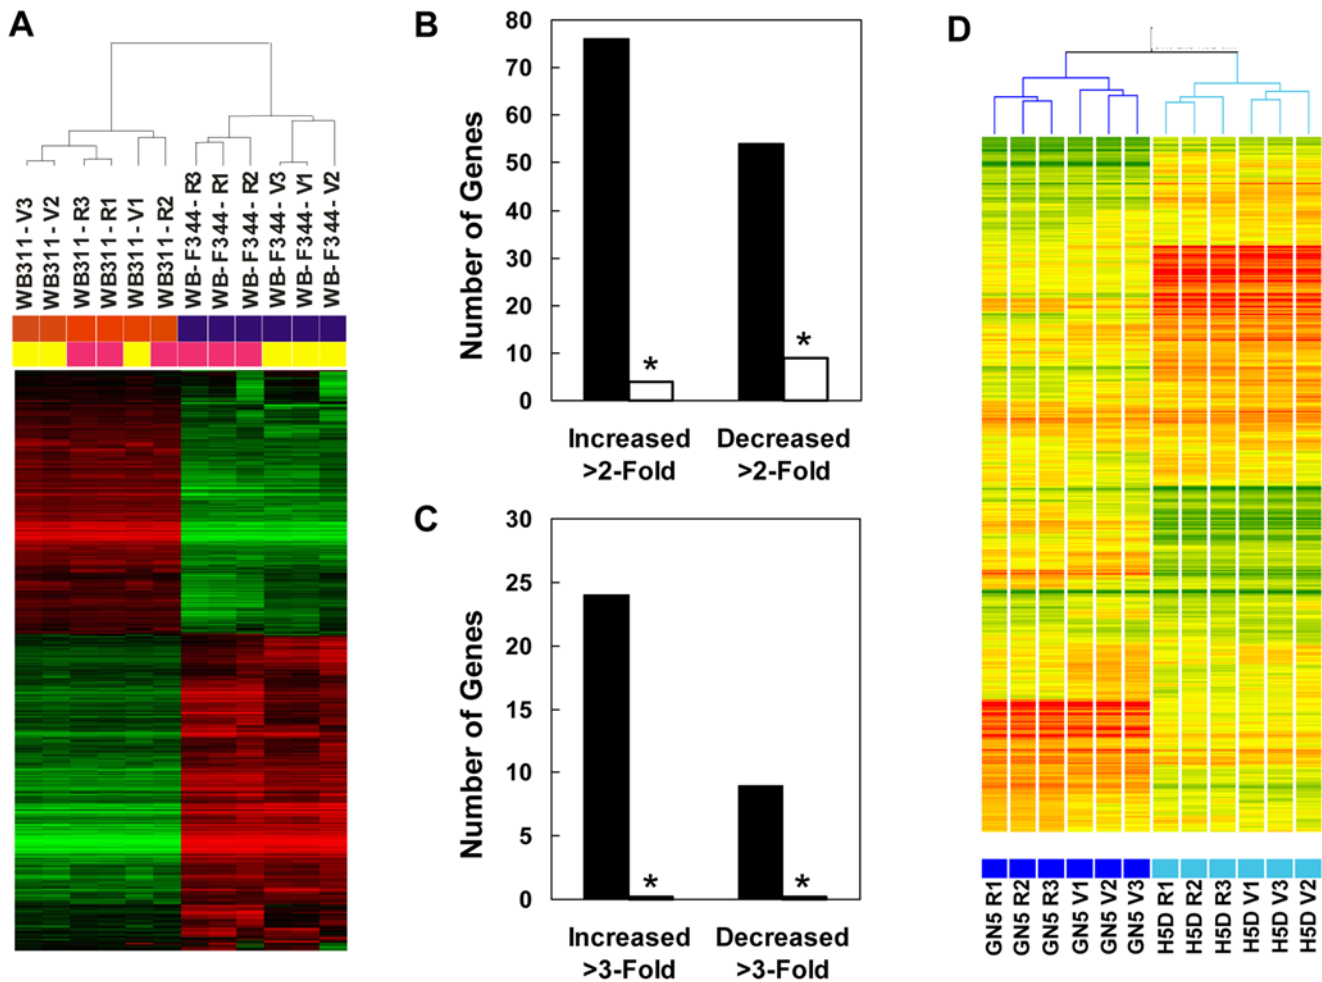 A
WB311-V3
WB311-V2
WB311-R3
WB311-R1
WB311-V1
WB311-R2
WB-F344-R3
WB-F344-R1
WB-F344-R2
WB-F344-V3
WB-F344-V1
WB-F344-V2
B
Number of Genes
80
70
60
50
40
30
20
10
0
*
*
Increased
>2-Fold
Decreased
>2-Fold
C
Number of Genes
30
25
20
15
10
5
0
*
*
Increased
>3-Fold
Decreased
>3-Fold
D
GN5 R1
GN5 R2
GN5 R3
GN5 V1
GN5 V2
GN5 V3
H5D R1
H5D R2
H5D R3
H5D V1
H5D V3
H5D V2